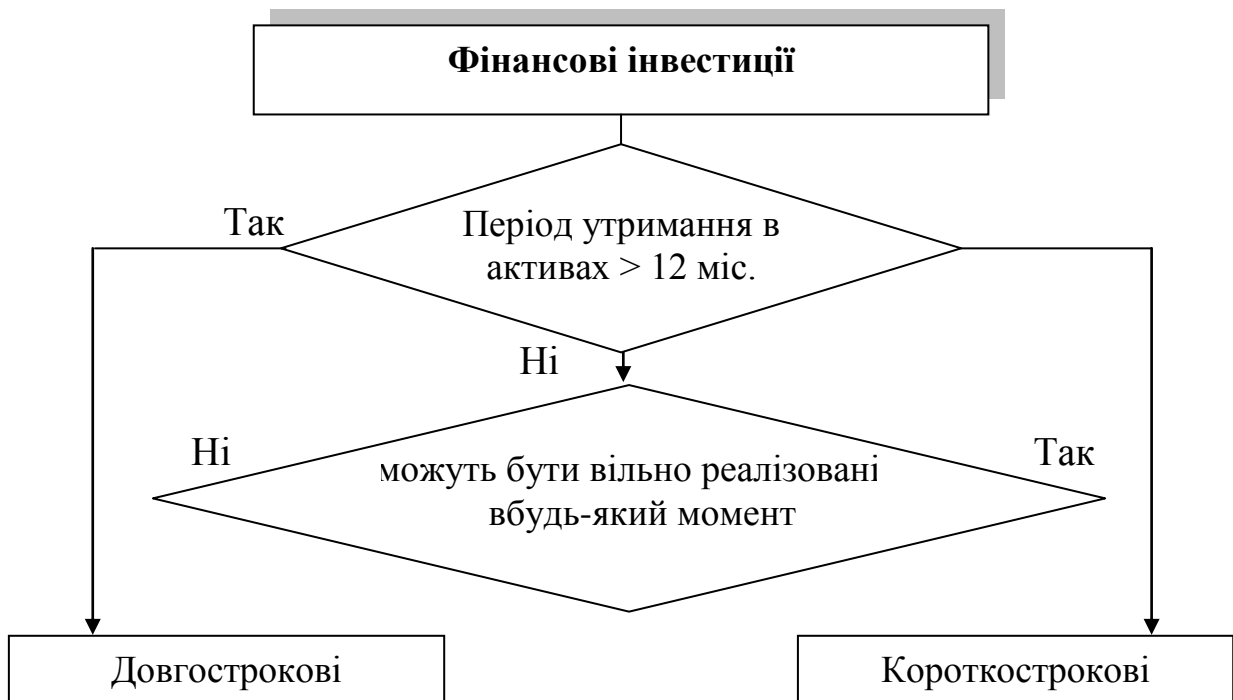 Фінансові інвестиції
Так
Період утримання в
активах > 12 міс.
Ні
Ні
Так
можуть бути вільно реалізовані
вбудь-який момент
Довгострокові
Короткострокові